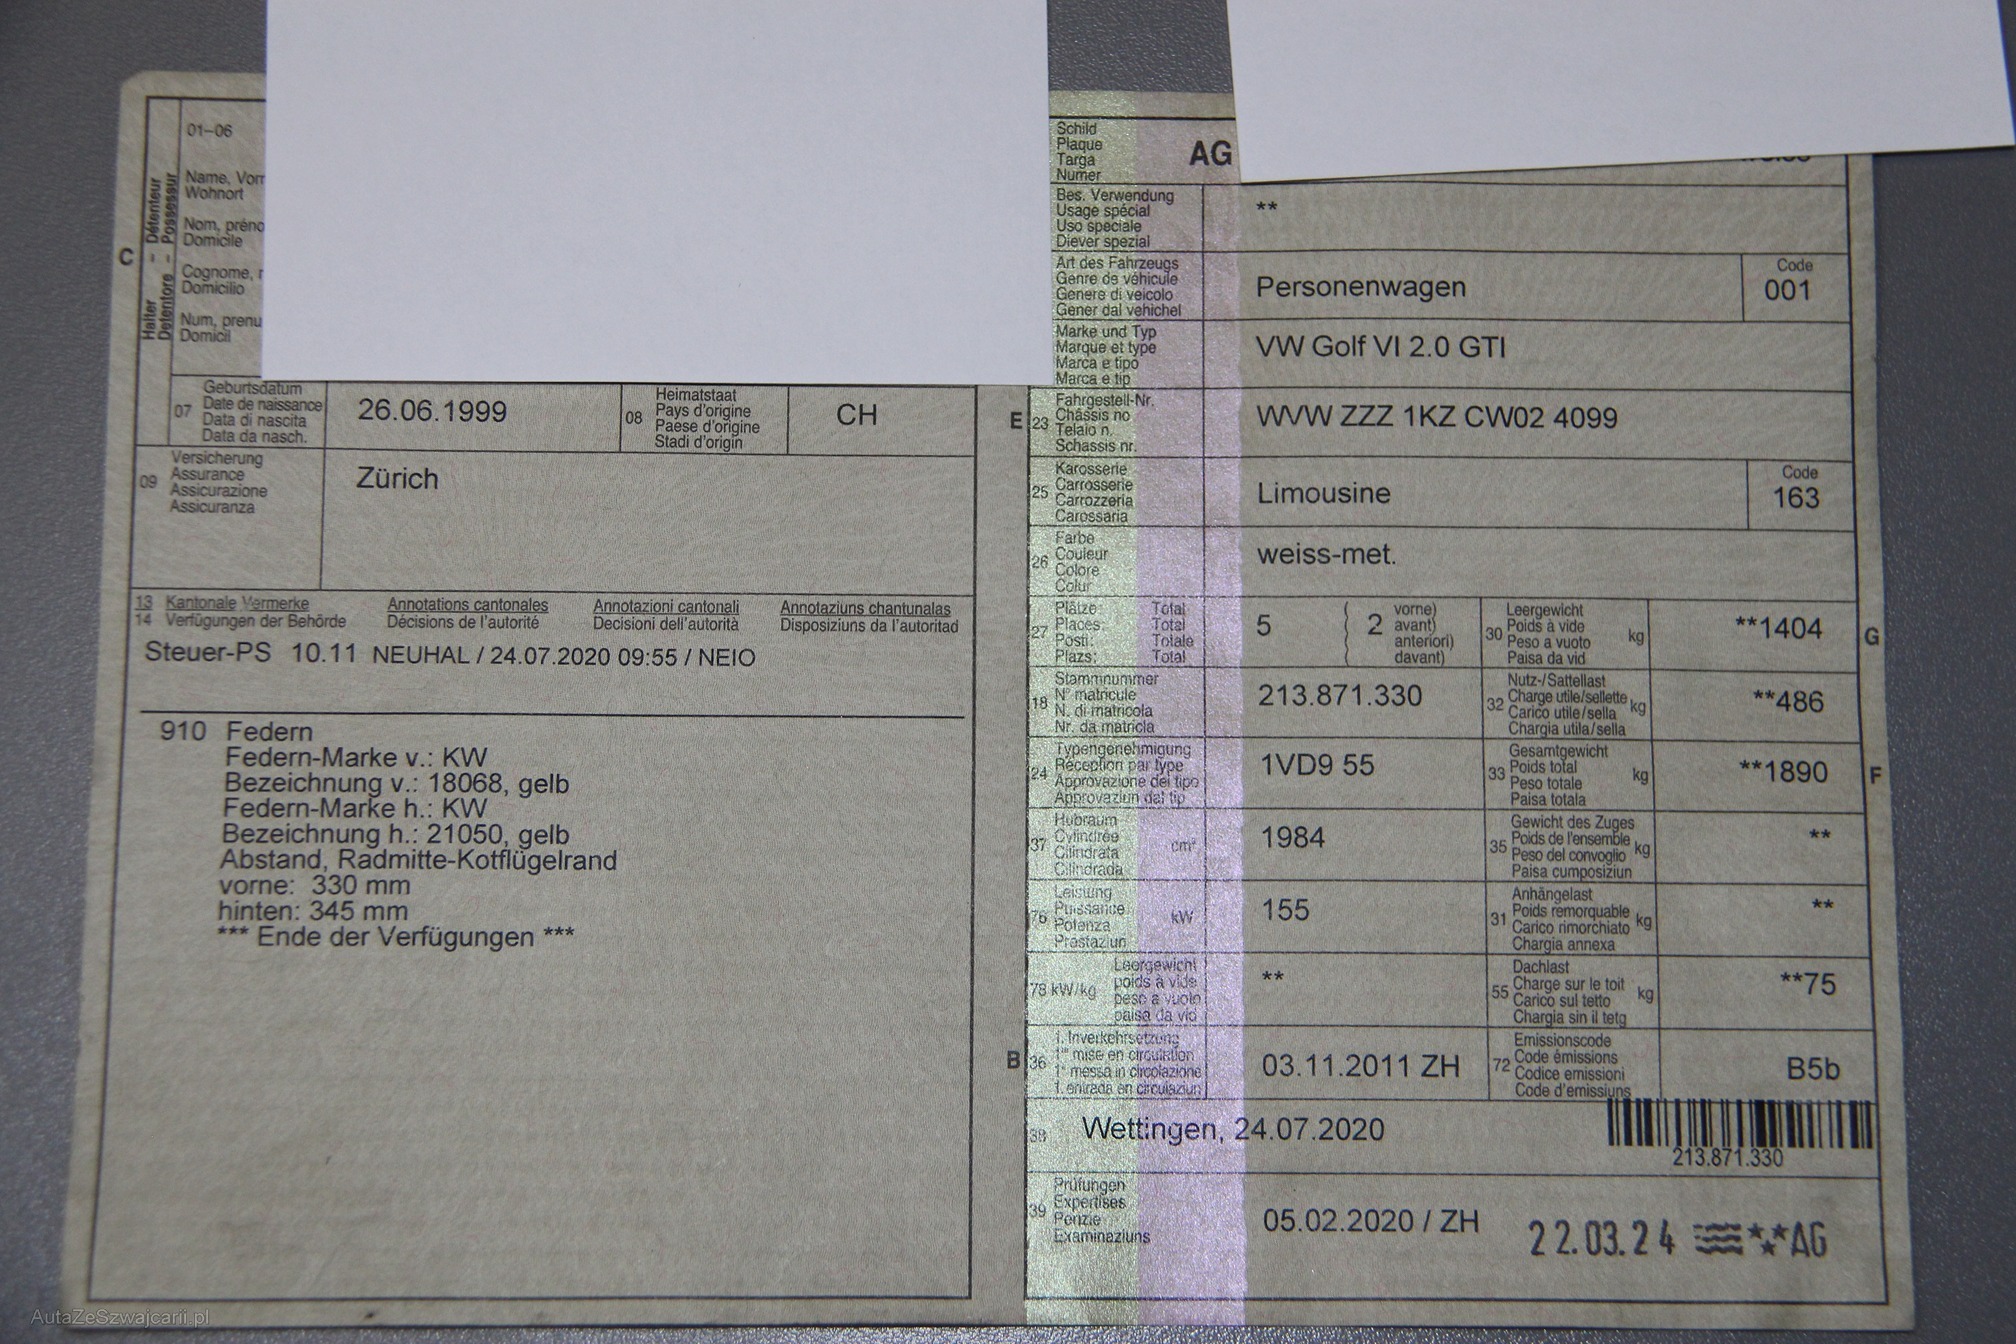 01–06
Halter – Détenteur
Detentore – Possessur
C
Name, Vor
Wohnort
Nom, préno
Domicile
Cognome,
Domicilio
Num, prenu
Domicil
07
Geburtsdatum
Date de naissance
Data di nascita
Data da nasch.
26.06.1999
08
Heimatstaat
Pays d'origine
Paese d'origine
Stadi d'origin
CH
09
Versicherung
Assurance
Assicurazione
Assicuranza
Zürich
13 Kantonale Vermerke Annotations cantonales Annotazioni cantonali Annotaziuns chantunalas
14 Verfügungen der Behörde Décisions de l'autorité Decisioni dell'autorità Disposiziuns da l'autoritad
Steuer-PS 10.11 NEUHAL / 24.07.2020 09:55 / NEIO
910 Federn
Federn-Marke v.: KW
Bezeichnung v.: 18068, gelb
Federn-Marke h.: KW
Bezeichnung h.: 21050, gelb
Abstand, Radmitte-Kotflügelrand
vorne: 330 mm
hinten: 345 mm
*** Ende der Verfügungen ***
Schild
Plaque
Targa
Numer
AG
Bes. Verwendung
Usage spécial
Uso speciale
Diever spezial
**
Art des Fahrzeugs
Genre de véhicule
Genere di veicolo
Gener dal vehichel
Personenwagen
Code
001
Marke und Typ
Marque et type
Marca e tipo
Marca e tip
VW Golf VI 2.0 GTI
E 23
Fahrgestell-Nr.
Châssis no
Telaio n.
Schassis nr.
WVW ZZZ 1KZ CW02 4099
25
Karosserie
Carrosserie
Carrozzeria
Carossaria
Limousine
Code
163
26
Farbe
Couleur
Colore
Colur
weiss-met.
27
Plätze: Total
Places: Total
Posti: Totale
Plazs: Total
5 ( 2 vorne)
avant)
anteriori)
davant)
30
Leergewicht
Poids à vide
Peso a vuoto
Paisa da vid
kg
**1404
G
18
Stammnummer
N° matricule
N. di matricola
Nr. da matricla
213.871.330
32
Nutz-/Sattellast
Charge utile/sellette
Carico utile/sella
Chargia utila/sella
kg
**486
24
Typengenehmigung
Réception par type
Approvazione del tipo
Approvaziun dal tip
1VD9 55
33
Gesamtgewicht
Poids total
Peso totale
Paisa totala
kg
**1890
F
37
Hubraum
Cylindrée
Cilindrata
Cilindrada
cm³
1984
35
Gewicht des Zuges
Poids de l'ensemble
Peso del convoglio
Paisa cumposiziun
kg
**
76
Leistung
Puissance
Potenza
Prestaziun
kW
155
31
Anhängelast
Poids remorquable
Carico rimorchiato
Chargia annexa
kg
**
78 kW/kg
Leergewicht
poids à vide
peso a vuoto
paisa da vid
**
55
Dachlast
Charge sur le toit
Carico sul tetto
Chargia sin il tetg
kg
**75
B 36
1. Inverkehrsetzung
1re mise en circulation
1a messa in circolazione
1. entrada en circulaziun
03.11.2011 ZH
72
Emissionscode
Code émissions
Codice emissioni
Code d'emissiuns
B5b
38
Wettingen, 24.07.2020
213.871.330
39
Prüfungen
Expertises
Perizie
Examinaziuns
05.02.2020 / ZH
22.03.24 AG
AutaZeSzwajcarii.pl